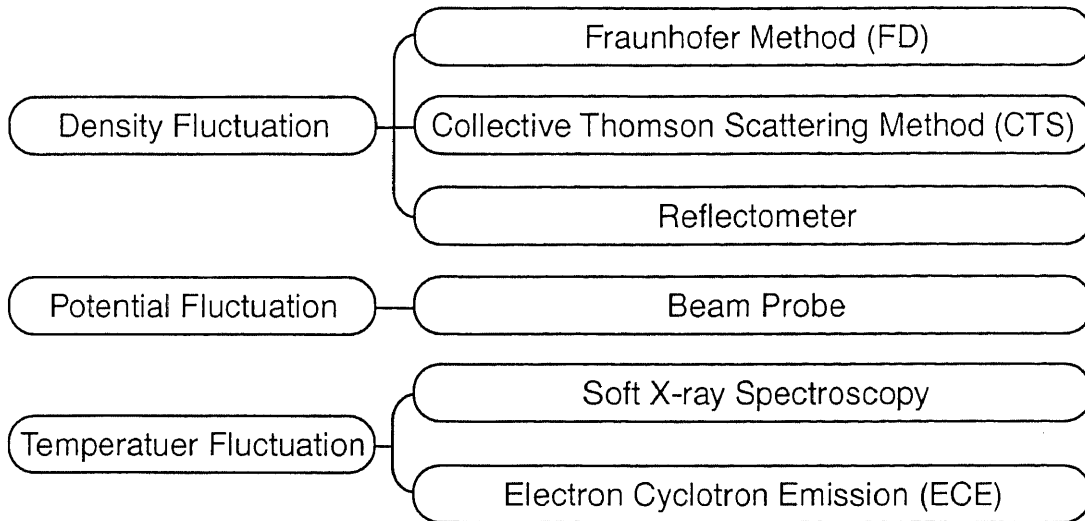 Fraunhofer Method (FD)
Density Fluctuation
Collective Thomson Scattering Method (CTS)
Reflectometer
Potential Fluctuation
Beam Probe
Soft X-ray Spectroscopy
Temperatuer Fluctuation
Electron Cyclotron Emission (ECE)